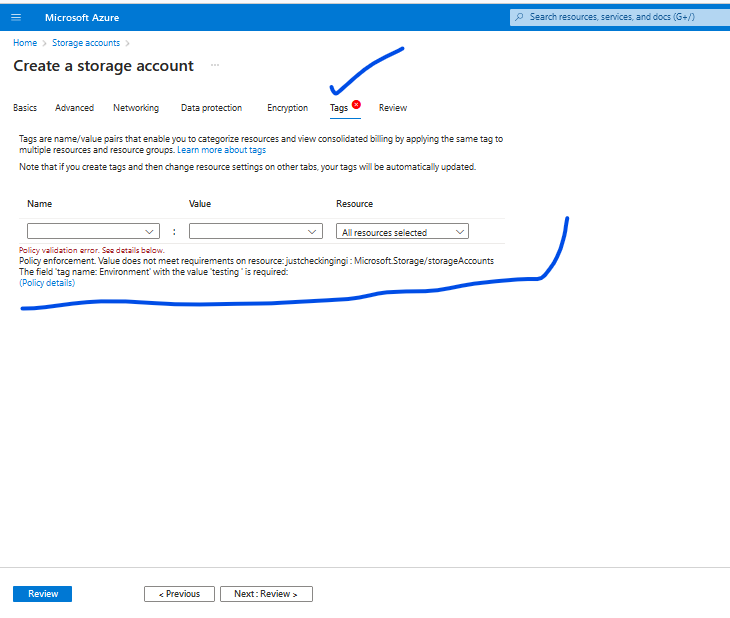 Microsoft Azure
Search resources, services, and docs (G+/)
Home > Storage accounts >
Create a storage account ...
Basics Advanced Networking Data protection Encryption Tags Review
Tags are name/value pairs that enable you to categorize resources and view consolidated billing by applying the same tag to
multiple resources and resource groups. Learn more about tags
Note that if you create tags and then change resource settings on other tabs, your tags will be automatically updated.
Name Value Resource
: All resources selected
Policy validation error. See details below.
Policy enforcement. Value does not meet requirements on resource: justcheckingingi : Microsoft.Storage/storageAccounts
The field 'tag name: Environment' with the value 'testing ' is required:
(Policy details)
Review < Previous Next : Review >